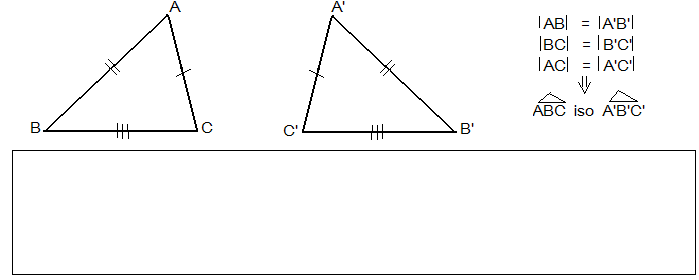 A
B
C
A'
C'
B'
|AB| = |A'B'|
|BC| = |B'C'|
|AC| = |A'C'|
⇓
ABC iso A'B'C'